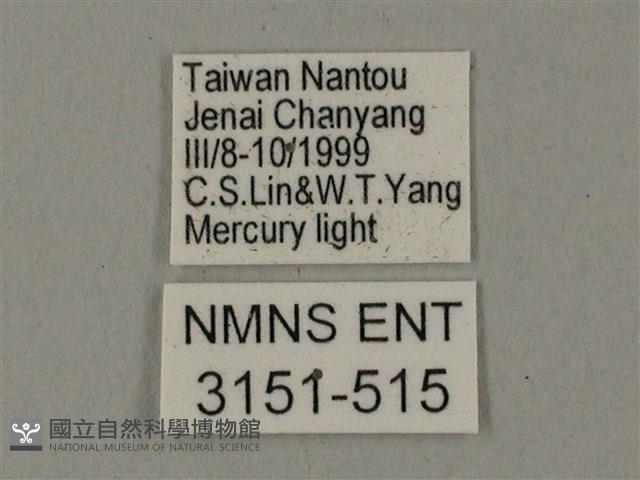 Taiwan Nantou
Jenai Chanyang
III/8-10/1999
C.S.Lin&W.T.Yang
Mercury light
NMNS ENT
3151-515
國立自然科學博物館
NATIONAL MUSEUM OF NATURAL SCIENCE